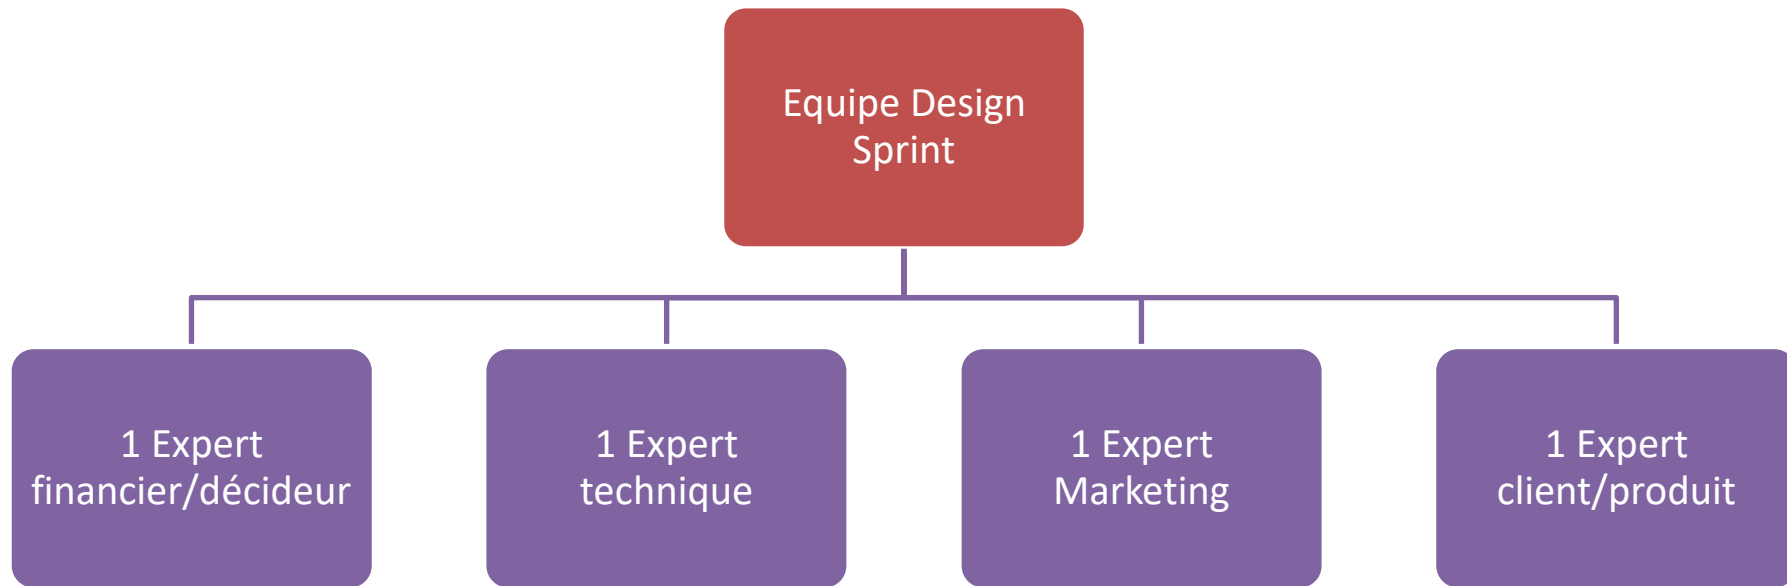 Equipe Design
Sprint
1 Expert
financier/décideur
1 Expert
technique
1 Expert
Marketing
1 Expert
client/produit